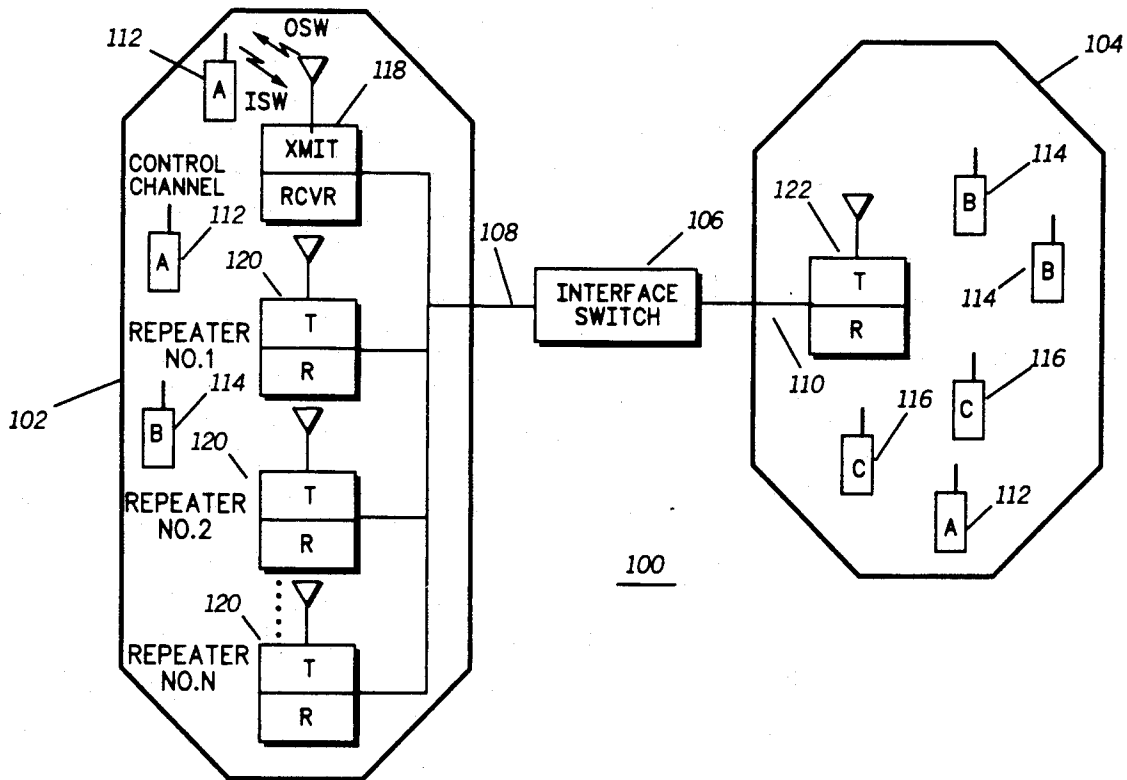 112
OSW
118
104
A
ISW
XMIT
RCVR
CONTROL
CHANNEL
112
A
120
T
R
REPEATER
NO.1
108
106
INTERFACE
SWITCH
122
T
R
110
B
114
B
114
C
116
C
116
A
112
102
B
114
120
T
R
REPEATER
NO.2
100
120
T
R
REPEATER
NO.N